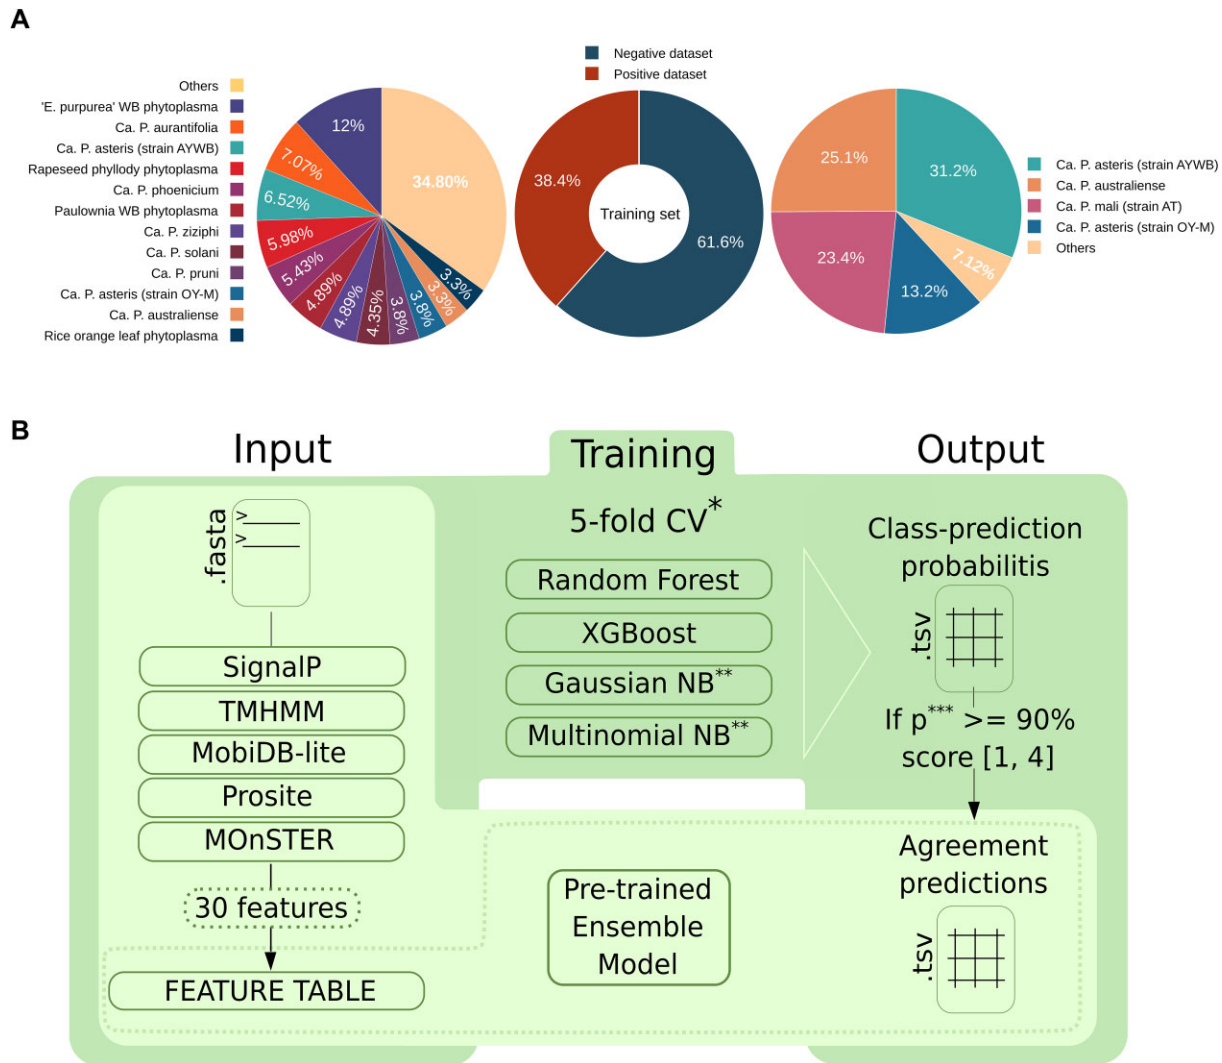 A
Negative dataset
Positive dataset
Others
'E. purpurea' WB phytoplasma
Ca. P. aurantifolia
Ca. P. asteris (strain AYWB)
Rapeseed phyllody phytoplasma
Ca. P. phoenicium
Paulownia WB phytoplasma
Ca. P. ziziphi
Ca. P. solani
Ca. P. pruni
Ca. P. asteris (strain OY-M)
Ca. P. australiense
Rice orange leaf phytoplasma
12%
7.07%
6.52%
5.98%
5.43%
4.89%
4.89%
4.35%
3.8%
3.8%
3.3%
3.3%
34.80%
38.4%
Training set
61.6%
25.1%
31.2%
23.4%
13.2%
7.12%
Ca. P. asteris (strain AYWB)
Ca. P. australiense
Ca. P. mali (strain AT)
Ca. P. asteris (strain OY-M)
Others
B
Input
.fasta
>
>
SignalP
TMHMM
MobiDB-lite
Prosite
MOnSTER
30 features
FEATURE TABLE
Training
5-fold CV*
Random Forest
XGBoost
Gaussian NB**
Multinomial NB**
Pre-trained
Ensemble
Model
Output
Class-prediction
probabilitis
.tsv
If p*** >= 90%
score [1, 4]
Agreement
predictions
.tsv